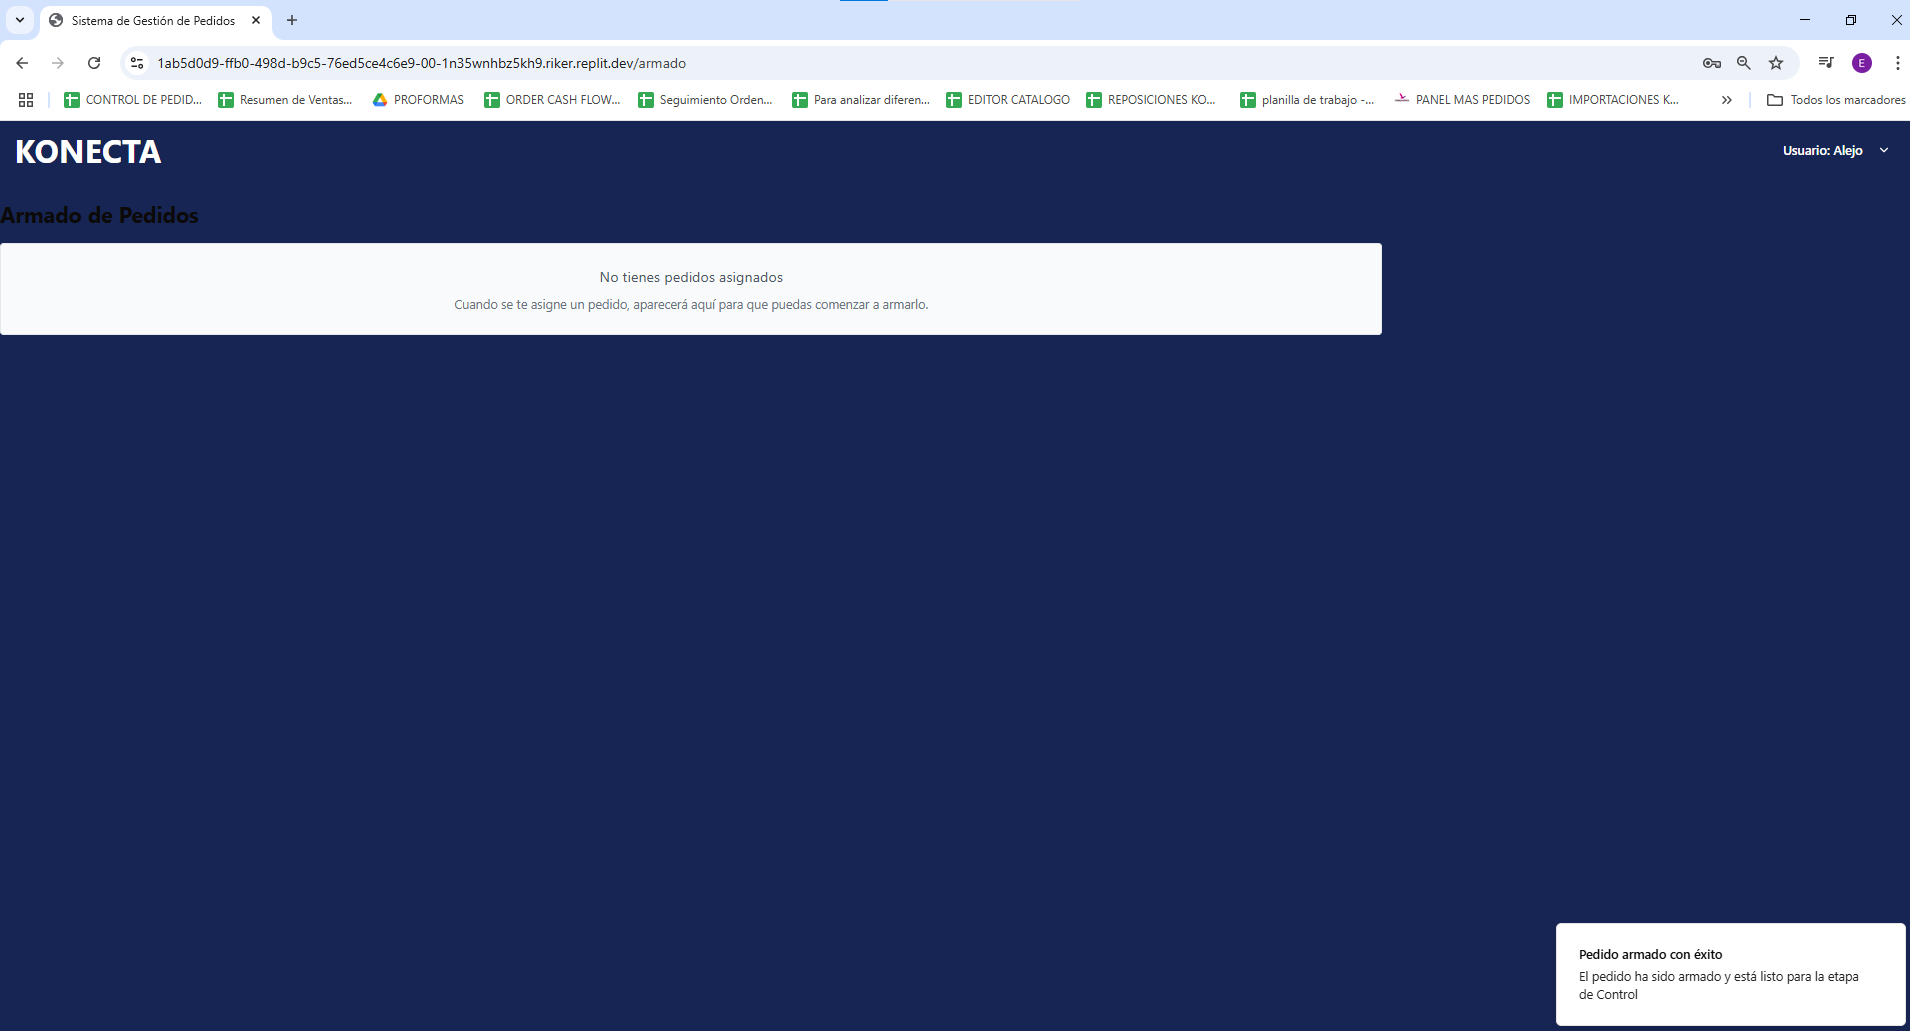 Sistema de Gestión de Pedidos
1ab5d0d9-ffb0-498d-b9c5-76ed5ce4c6e9-00-1n35wnhbz5kh9.riker.replit.dev/armado
E
CONTROL DE PEDID... Resumen de Ventas... PROFORMAS ORDER CASH FLOW... Seguimiento Orden... Para analizar diferen... EDITOR CATALOGO REPOSICIONES KO... planilla de trabajo -... PANEL MAS PEDIDOS IMPORTACIONES K... Todos los marcadores
KONECTA
Usuario: Alejo
Armado de Pedidos
No tienes pedidos asignados
Cuando se te asigne un pedido, aparecerá aquí para que puedas comenzar a armarlo.
Pedido armado con éxito
El pedido ha sido armado y está listo para la etapa
de Control